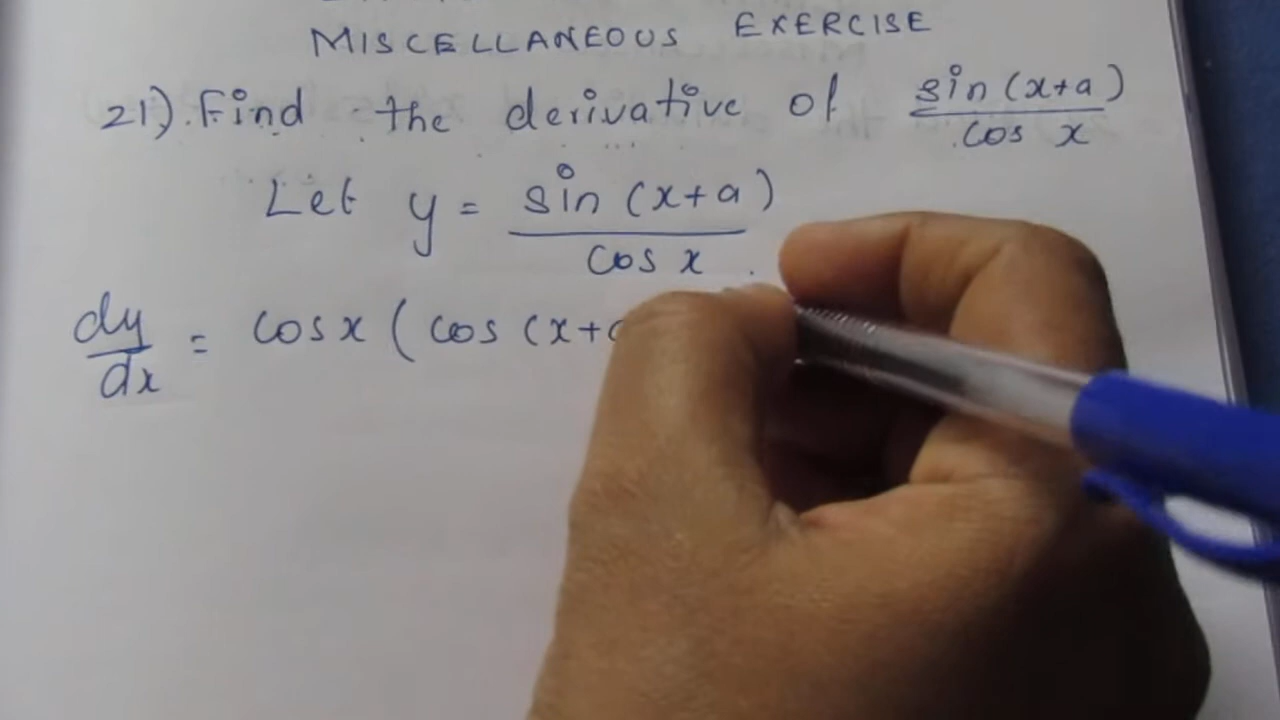 MISCELLANEOUS EXERCISE
21). Find the derivative of sin (x+a) / cos x
Let y = sin (x+a) / cos x
dy/dx = cos x ( cos (x+